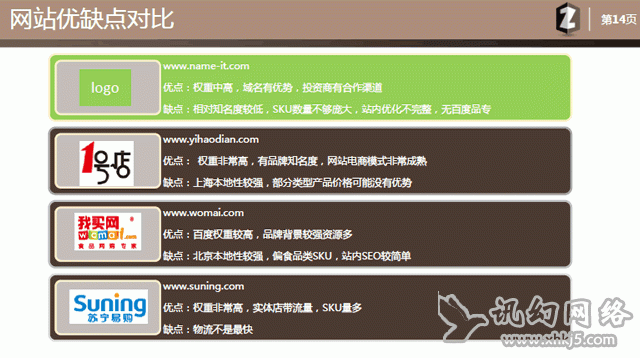 网站优缺点对比
第14页
logo
www.name-it.com
优点：权重中高，域名有优势，投资商有合作渠道
缺点：相对知名度较低，SKU数量不够庞大，站内优化不完整，无百度品专
1号店
www.yihaodian.com
优点： 权重非常高，有品牌知名度，网站电商模式非常成熟
缺点：上海本地性较强，部分类型产品价格可能没有优势
我买网
womai.com
食品网购专家
www.womai.com
优点：百度权重较高，品牌背景较强资源多
缺点：北京本地性较强，偏食品类SKU，站内SEO较简单
Suning
苏宁易购
www.suning.com
优点：权重非常高，实体店带流量，SKU量多
缺点：物流不是最快
讯幻网络
www.xhkj5.com